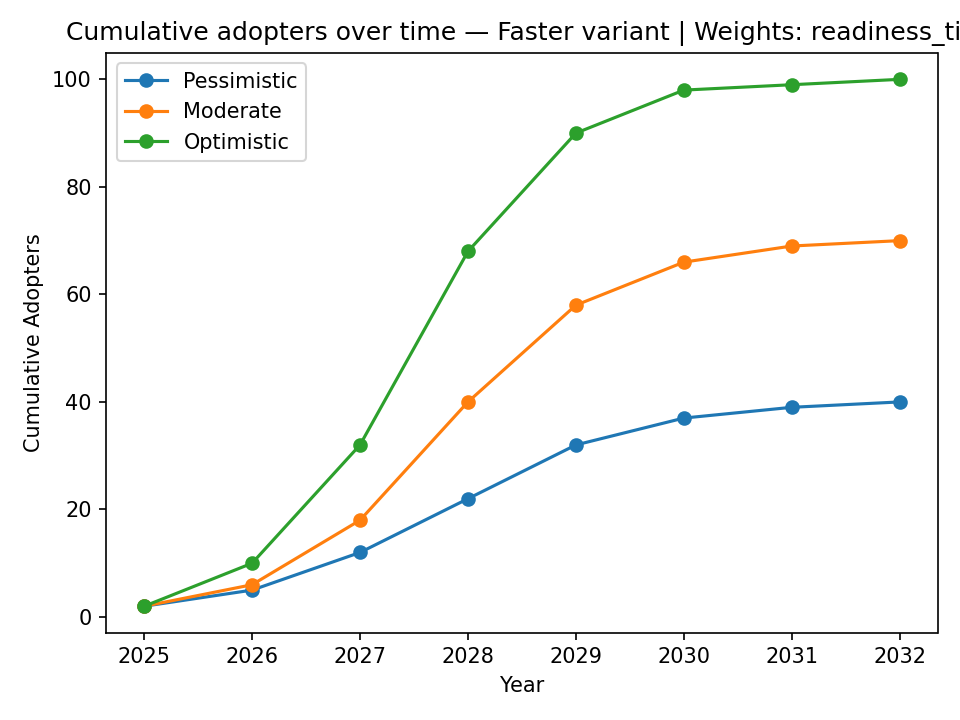 Cumulative adopters over time — Faster variant | Weights: readiness_ti
Pessimistic
Moderate
Optimistic
100
80
60
40
20
0
Cumulative Adopters
2025 2026 2027 2028 2029 2030 2031 2032
Year